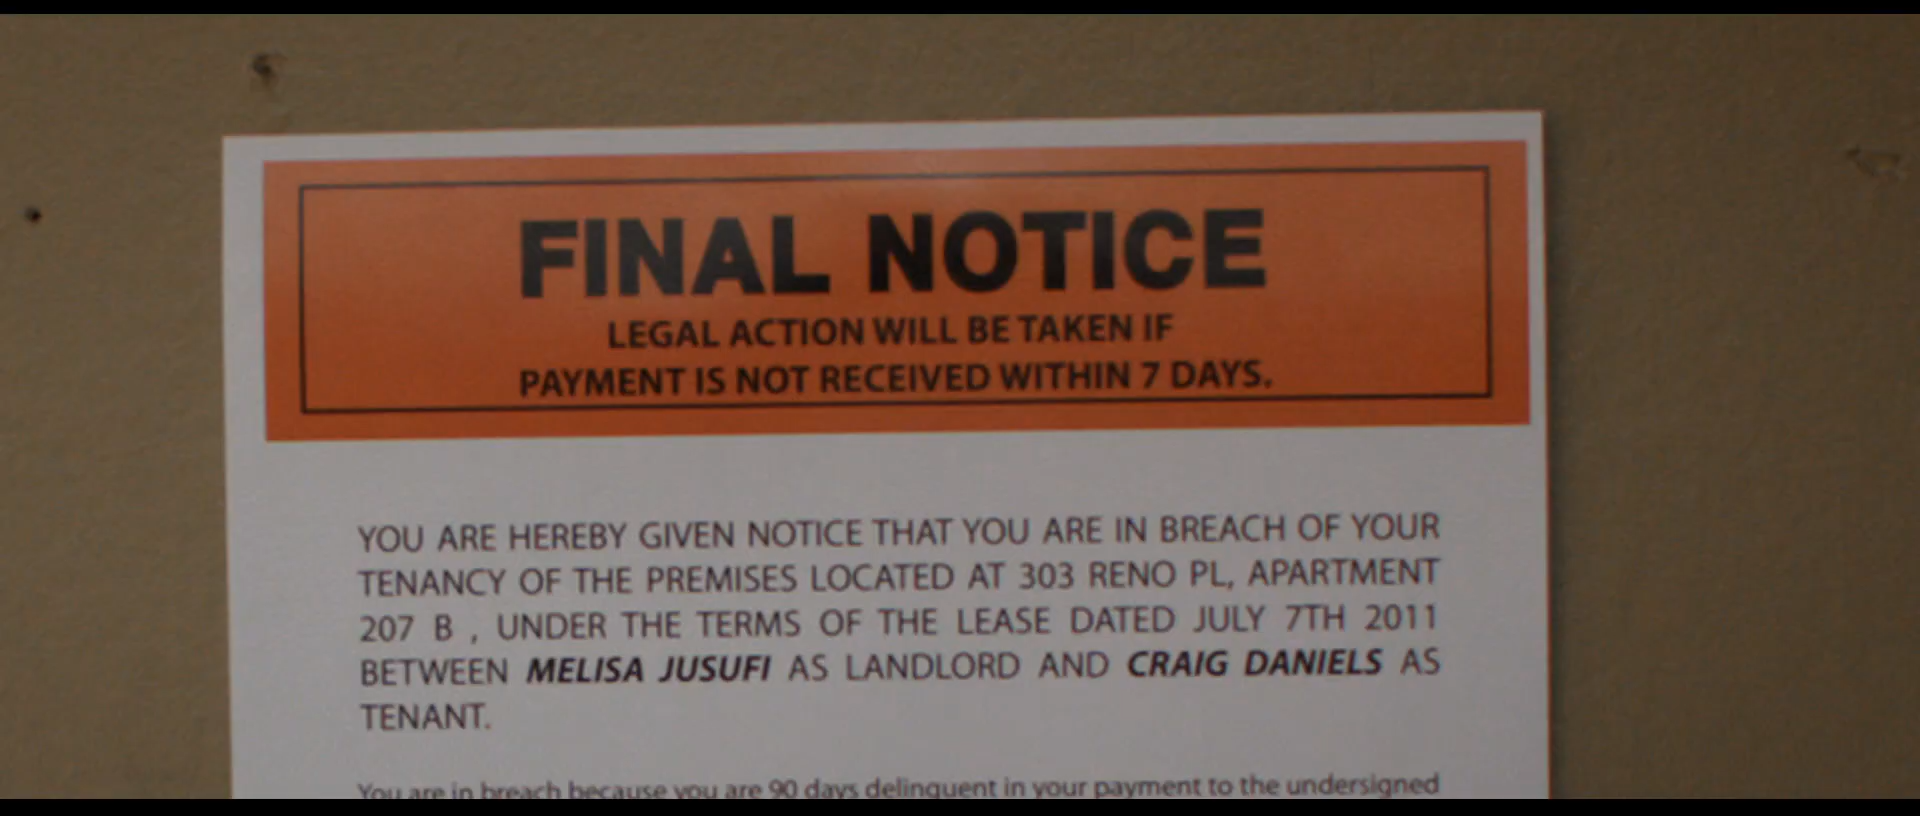 FINAL NOTICE
LEGAL ACTION WILL BE TAKEN IF
PAYMENT IS NOT RECEIVED WITHIN 7 DAYS.
YOU ARE HEREBY GIVEN NOTICE THAT YOU ARE IN BREACH OF YOUR
TENANCY OF THE PREMISES LOCATED AT 303 RENO PL, APARTMENT
207 B , UNDER THE TERMS OF THE LEASE DATED JULY 7TH 2011
BETWEEN MELISA JUSUFI AS LANDLORD AND CRAIG DANIELS AS
TENANT.
You are in breach because you are 90 days delinquent in your payment to the undersigned